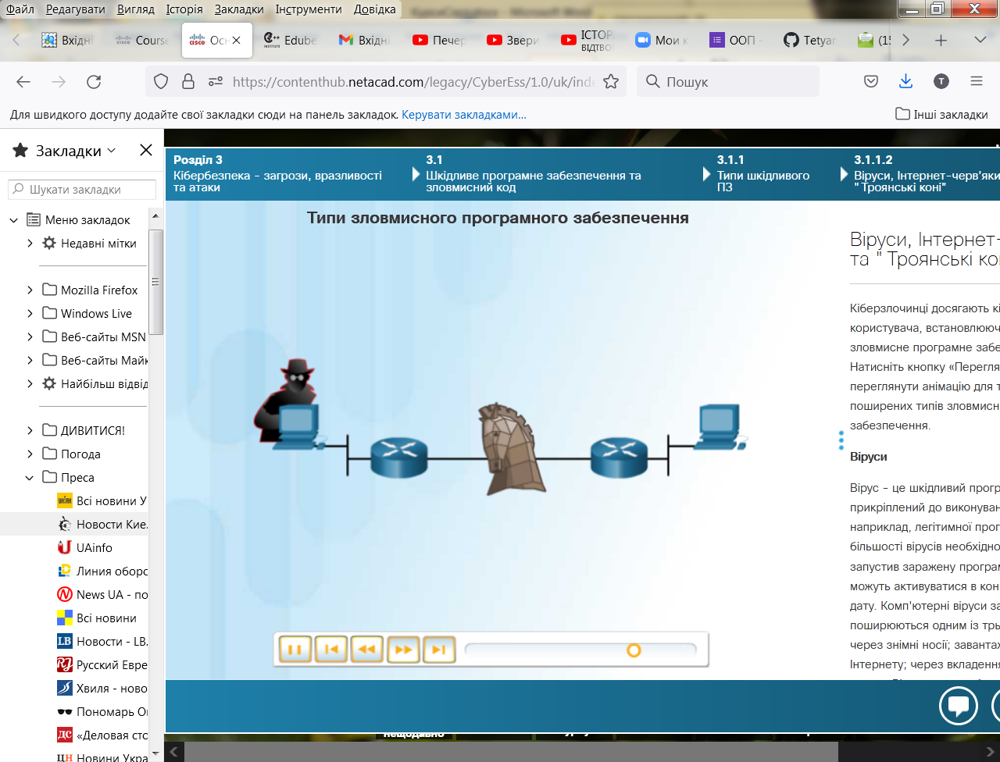 Файл Редагувати Вигляд Історія Закладки Інструменти Довідка
Вхідні Course Осн Edube Вхідні Печер Звери ІСТОРІ Мои к ООП - Tetyan (15
ВІДТВО
https://contenthub.netacad.com/legacy/CyberEss/1.0/uk/inde
Пошук
T
Для швидкого доступу додайте свої закладки сюди на панель закладок. Керувати закладками...
Інші закладки
Закладки
Шукати закладки
Меню закладок
Недавні мітки
Mozilla Firefox
Windows Live
Веб-сайты MSN
Веб-сайты Майк
Найбільш відвід
ДИВИТИСЯ!
Погода
Преса
Всі новини У
Новости Кие.
UAinfo
Линия оборо
News UA - по
Всі новини
Новости - LB.
Русский Евре
Хвиля - ново
Пономарь О
«Деловая сто
Новини Укра
Розділ 3
Кібербезпека - загрози, вразливості
та атаки
3.1
Шкідливе програмне забезпечення та
зловмисний код
3.1.1
Типи шкідливого
ПЗ
3.1.1.2
Віруси, Інтернет-черв'яки
" Троянські коні"
Типи зловмисного програмного забезпечення
Віруси, Інтернет-
та " Троянські ко
Кіберзлочинці досягають кі
користувача, встановлююч
зловмисне програмне забе
Натисніть кнопку «Перегля
переглянути анімацію для т
поширених типів зловмисн
забезпечення.
Віруси
Вірус - це шкідливий прогр
прикріплений до виконуван
наприклад, легітимної прог
більшості вірусів необхідно
запустив заражену програм
можуть активуватися в кон
дату. Комп'ютерні віруси за
поширюються одним із трь
через знімні носії; завантаж
Інтернету; через вкладення
нещодавно